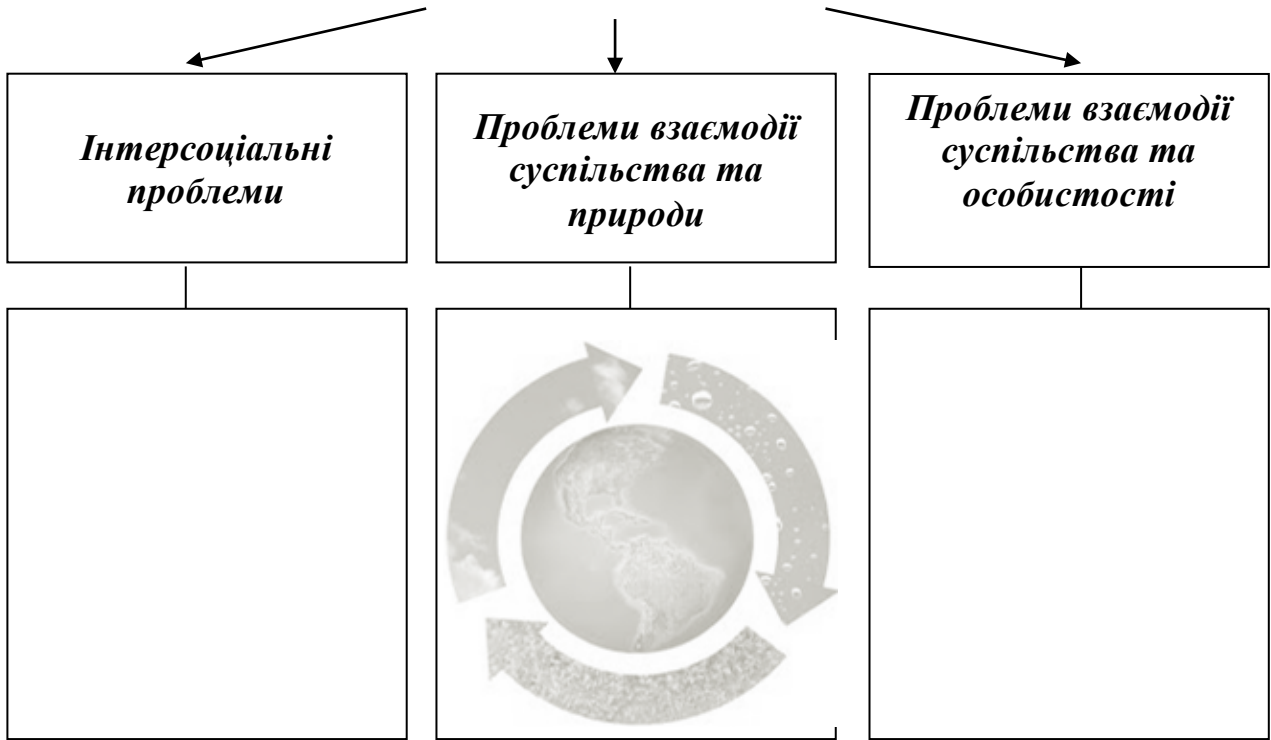 Інтерсоціальні
проблеми
Проблеми взаємодії
суспільства та
природи
Проблеми взаємодії
суспільства та
особистості